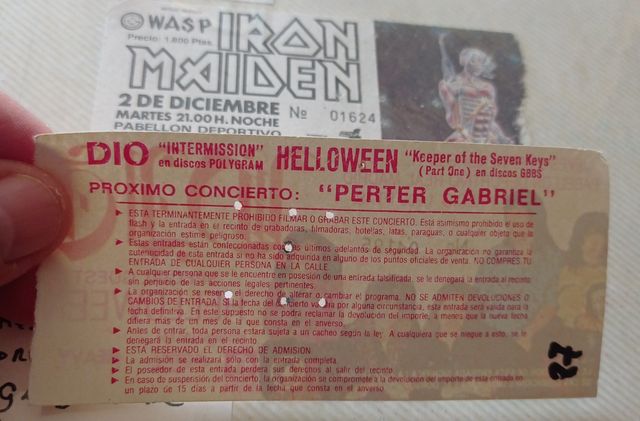 WASP
Precio: 1.800 Ptas.
IRON
MAIDEN
2 DE DICIEMBRE
MARTES 21.00 H. NOCHE
Nº 01624
PABELLON DEPORTIVO
DIO "INTERMISSION" en discos POLYGRAM HELLOWEEN "Keeper of the Seven Keys" (Part One) en discos GBBS
PROXIMO CONCIERTO: "PERTER GABRIEL"
ESTA TERMINANTEMENTE PROHIBIDO FILMAR O GRABAR ESTE CONCIERTO. Esta asimismo prohibido el uso de
flash y la entrada en el recinto de grabadoras, filmadoras, botellas, latas, paraguas, o cualquier objeto que la
organización estime peligroso.
Estas entradas están confeccionadas con los últimos adelantos de seguridad. La organización no garantiza la
autenticidad de esta entrada si no ha sido adquirida en alguno de los puntos oficiales de venta. NO COMPRES TU
ENTRADA DE CUALQUIER PERSONA EN LA CALLE.
A cualquier persona que se encuentre en posesión de una entrada falsificada, se le denegará la entrada al recinto
sin perjuicio de las acciones legales pertinentes.
La organización se reserva el derecho de alterar o cambiar el programa. NO SE ADMITEN DEVOLUCIONES O
CAMBIOS DE ENTRADA. Si la fecha del concierto varía por alguna circunstancia, esta entrada será válida para la
fecha definitiva. En este supuesto no se podrá reclamar la devolución del importe, a menos que la nueva fecha
difiera más de un mes de la que consta en el anverso.
Antes de entrar, toda persona estará sujeta a un cacheo según la ley. A cualquiera que se niegue a esto, se le
denegará la entrada en el recinto.
ESTA RESERVADO EL DERECHO DE ADMISION
La admisión se realizará sólo con la entrada completa.
El poseedor de esta entrada perderá sus derechos al salir del recinto.
En caso de suspensión del concierto, la organización se compromete a la devolución del importe de esta entrada en
un plazo de 15 días a partir de la fecha que consta en el anverso.
87